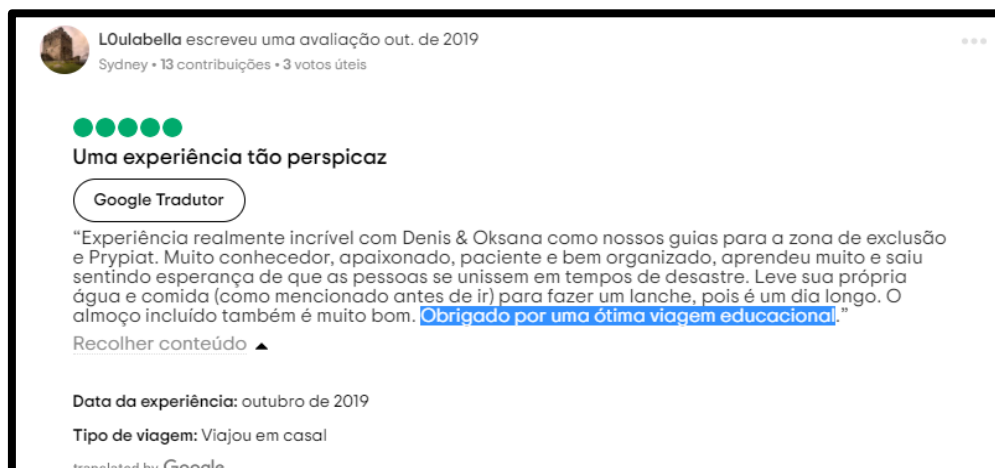 L0ulabella escreveu uma avaliação out. de 2019
Sydney • 13 contribuições • 3 votos úteis
Uma experiência tão perspicaz
Google Tradutor
“Experiência realmente incrível com Denis & Oksana como nossos guias para a zona de exclusão
e Prypiat. Muito conhecedor, apaixonado, paciente e bem organizado, aprendeu muito e saiu
sentindo esperança de que as pessoas se unissem em tempos de desastre. Leve sua própria
água e comida (como mencionado antes de ir) para fazer um lanche, pois é um dia longo. O
almoço incluído também é muito bom. Obrigado por uma ótima viagem educacional.”
Recolher conteúdo
Data da experiência: outubro de 2019
Tipo de viagem: Viajou em casal
translated by Google